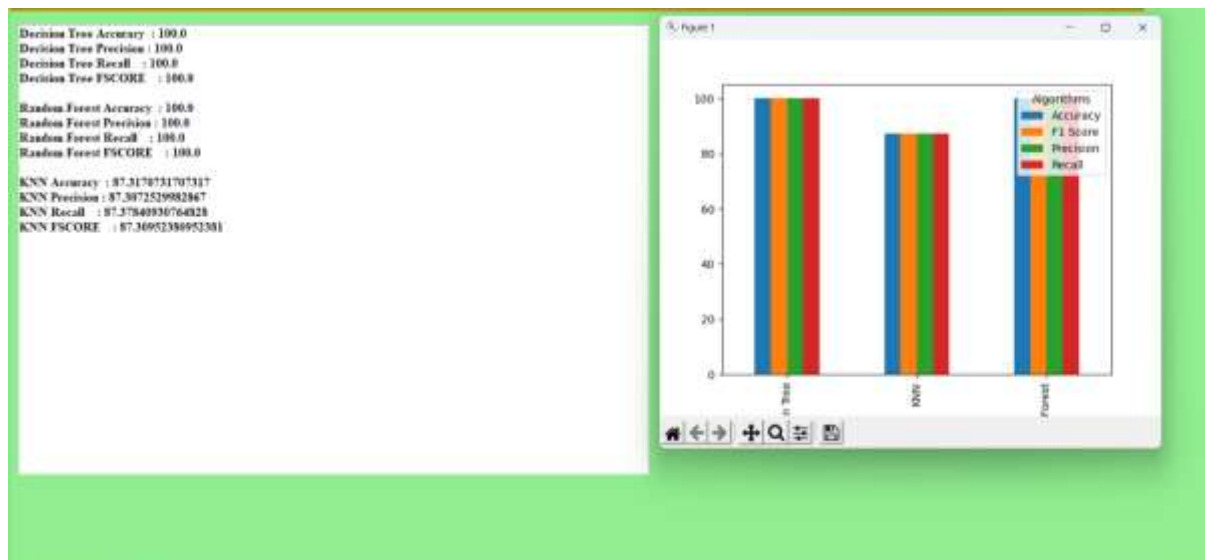 Decision Tree Accuracy : 100.0
Decision Tree Precision : 100.0
Decision Tree Recall : 100.0
Decision Tree FSCORE : 100.0
Random Forest Accuracy : 100.0
Random Forest Precision : 100.0
Random Forest Recall : 100.0
Random Forest FSCORE : 100.0
KNN Accuracy : 87.3170731707317
KNN Precision : 87.3072529982867
KNN Recall : 87.37840930764828
KNN FSCORE : 87.30952380952381
Figure 1
Algorithms
Accuracy
F1 Score
Precision
Recall
100
80
60
40
20
0
n Tree
KNN
Forest